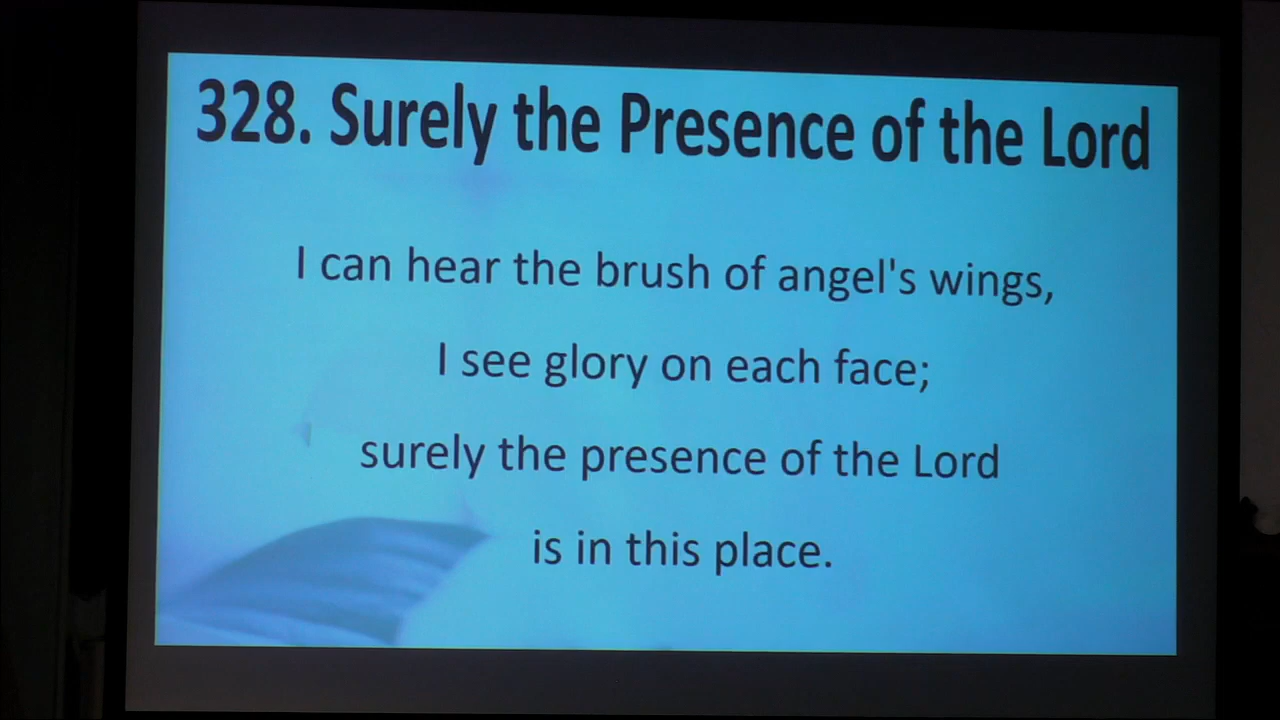 328. Surely the Presence of the Lord
I can hear the brush of angel's wings,
I see glory on each face;
surely the presence of the Lord
is in this place.